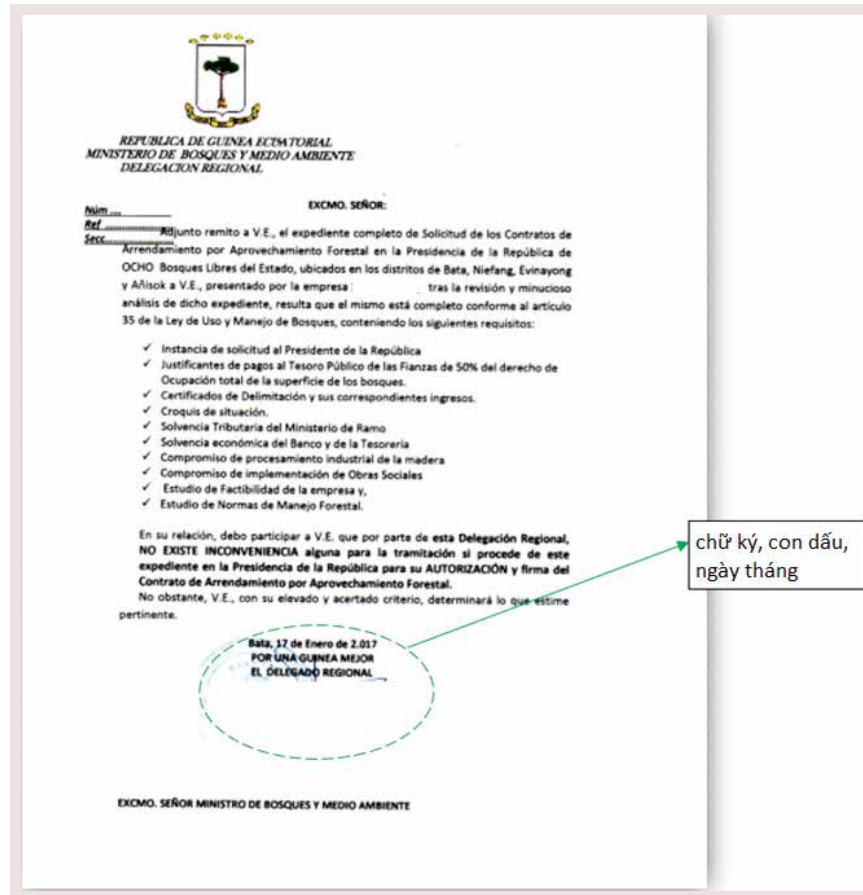 REPUBLICA DE GUINEA ECUATORIAL
MINISTERIO DE BOSQUES Y MEDIO AMBIENTE
DELEGACION REGIONAL
EXCMO. SEÑOR:
Núm ....
Ref ....................
Secc....................
Adjunto remito a V.E., el expediente completo de Solicitud de los Contratos de
Arrendamiento por Aprovechamiento Forestal en la Presidencia de la República de
OCHO Bosques Libres del Estado, ubicados en los distritos de Bata, Niefang, Evinayong
y Añisok a V.E., presentado por la empresa tras la revisión y minucioso
análisis de dicho expediente, resulta que el mismo está completo conforme al artículo
35 de la Ley de Uso y Manejo de Bosques, conteniendo los siguientes requisitos:
✓ Instancia de solicitud al Presidente de la República
✓ Justificantes de pagos al Tesoro Público de las Fianzas de 50% del derecho de
Ocupación total de la superficie de los bosques.
✓ Certificados de Delimitación y sus correspondientes ingresos.
✓ Croquis de situación.
✓ Solvencia Tributaria del Ministerio de Ramo
✓ Solvencia económica del Banco y de la Tesorería
✓ Compromiso de procesamiento industrial de la madera
✓ Compromiso de implementación de Obras Sociales
✓ Estudio de Factibilidad de la empresa y,
✓ Estudio de Normas de Manejo Forestal.
En su relación, debo participar a V.E. que por parte de esta Delegación Regional,
NO EXISTE INCONVENIENCIA alguna para la tramitación si procede de este
expediente en la Presidencia de la República para su AUTORIZACIÓN y firma del
Contrato de Arrendamiento por Aprovechamiento Forestal.
No obstante, V.E., con su elevado y acertado criterio, determinará lo que estime
pertinente.
chữ ký, con dấu,
ngày tháng
Bata, 17 de Enero de 2.017
POR UNA GUINEA MEJOR
EL DELEGADO REGIONAL
EXCMO. SEÑOR MINISTRO DE BOSQUES Y MEDIO AMBIENTE